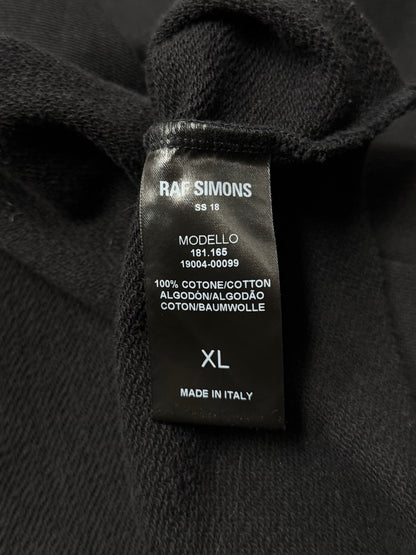 RAF SIMONS
SS 18
MODELLO
181.165
19004-00099
100% COTONE/COTTON
ALGODÓN/ALGODÃO
COTON/BAUMWOLLE
XL
MADE IN ITALY